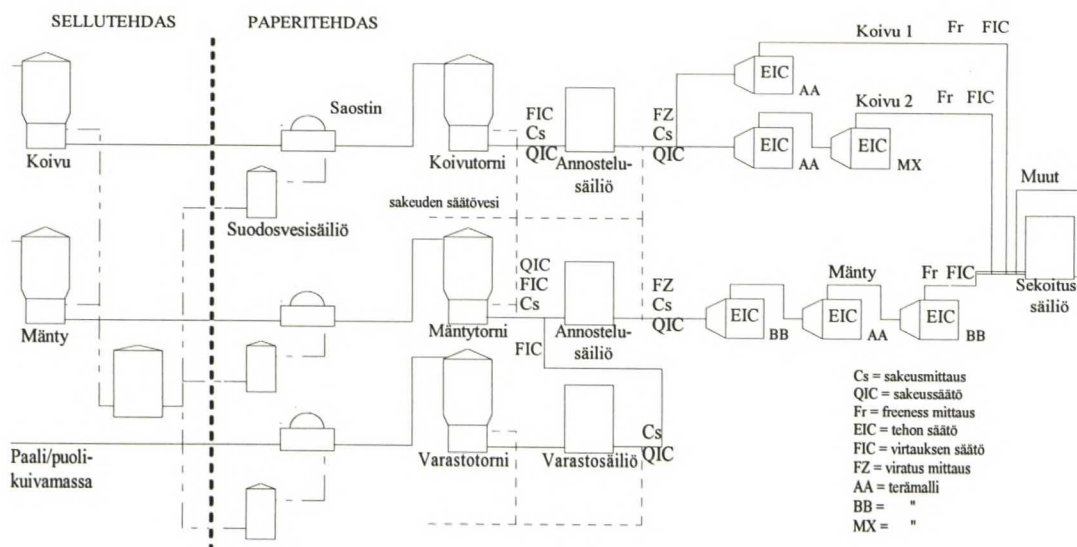 SELLUTEHDAS
PAPERITEHDAS
Koivu 1 Fr FIC
EIC
AA
Saostin
FIC
Cs
QIC
FZ
Cs
QIC
Koivu 2 Fr FIC
EIC
AA
EIC
MX
Koivu
Koivutorni
Annostelu-
säiliö
Muut
sakeuden säätövesi
Suodosvesisäiliö
QIC
FIC
Cs
FZ
Cs
QIC
Mänty
Fr FIC
EIC
BB
EIC
AA
EIC
BB
Sekoitus
säiliö
Mänty
Mäntytorni
Annostelu-
säiliö
FIC
Cs
QIC
Paali/puoli-
kuivamassa
Varastotorni
Varastosäiliö
Cs = sakeusmittaus
QIC = sakeussäätö
Fr = freeness mittaus
EIC = tehon säätö
FIC = virtauksen säätö
FZ = viratus mittaus
AA = terämalli
BB = "
MX = "